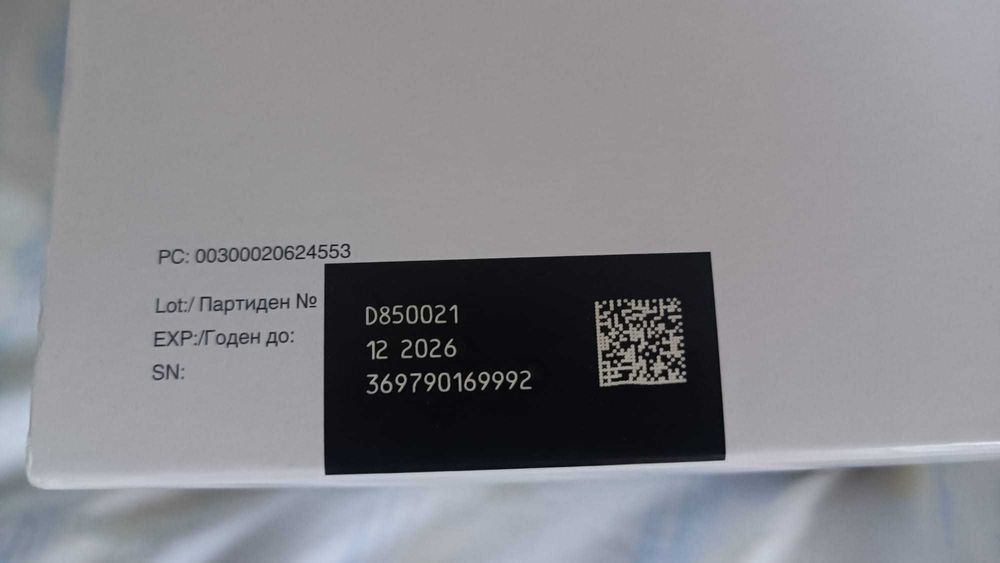 PC: 00300020624553
Lot:/ Партиден № D850021
EXP:/Годен до: 12 2026
SN: 369790169992